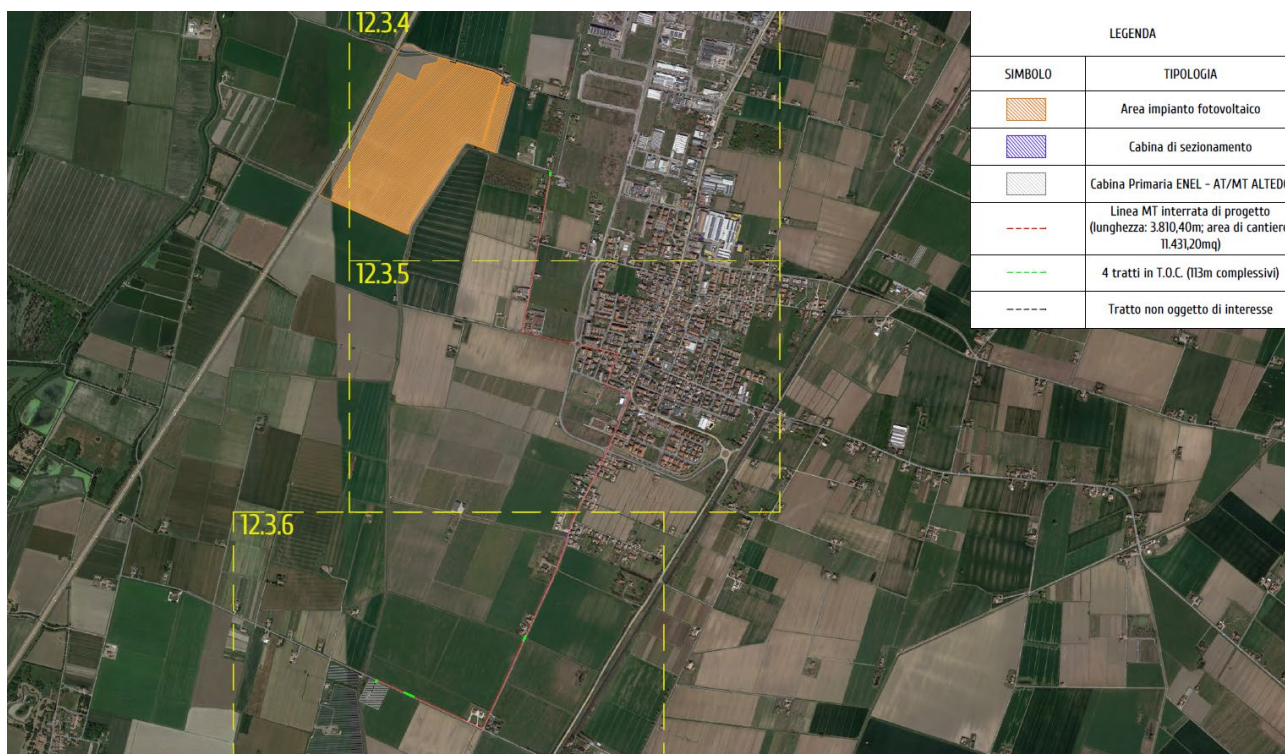 12.3.4
12.3.5
12.3.6
LEGENDA
SIMBOLO
TIPOLOGIA
Area impianto fotovoltaico
Cabina di sezionamento
Cabina Primaria ENEL - AT/MT ALTEDO
Linea MT interrata di progetto
(lunghezza: 3.810,40m; area di cantiere
11.431,20mq)
4 tratti in T.O.C. (113m complessivi)
Tratto non oggetto di interesse